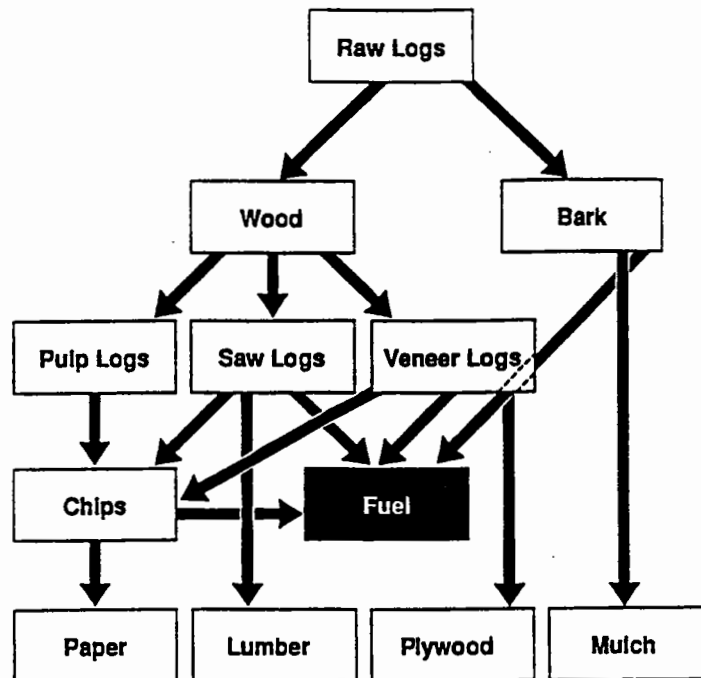 Raw Logs
Wood
Bark
Pulp Logs
Saw Logs
Veneer Logs
Chips
Fuel
Paper
Lumber
Plywood
Mulch